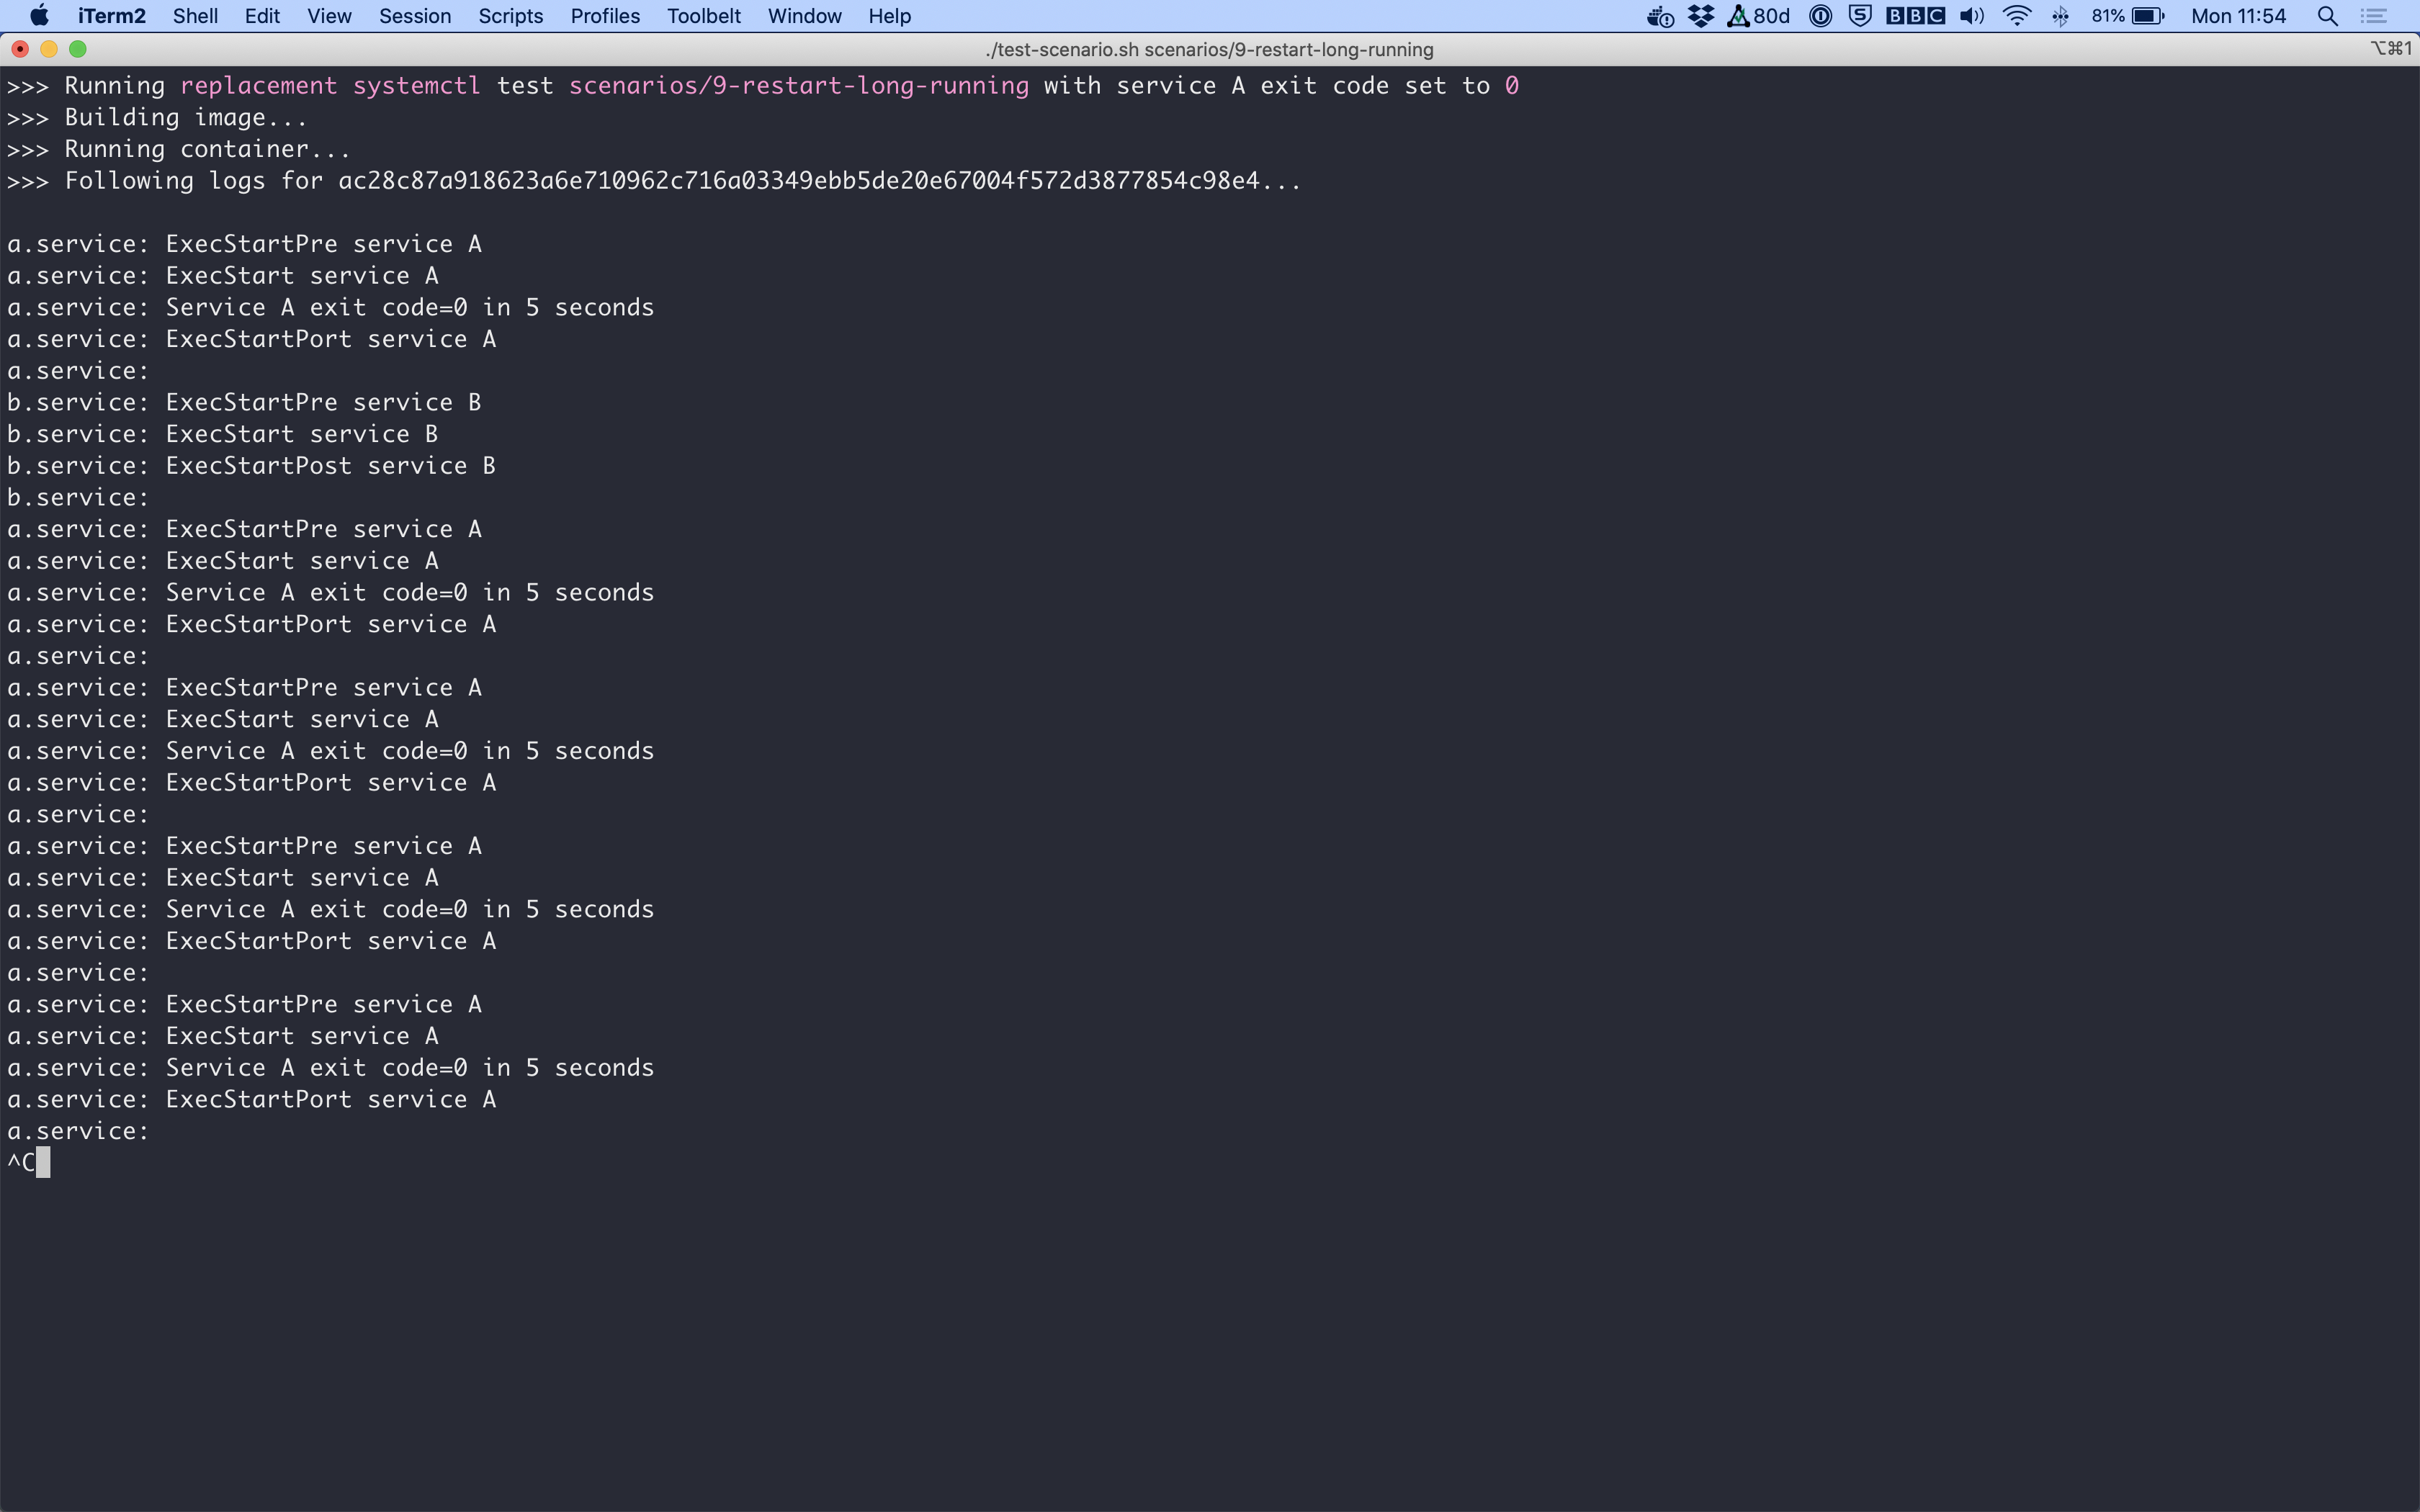 iTerm2 Shell Edit View Session Scripts Profiles Toolbelt Window Help 80d BBC 81% Mon 11:54
./test-scenario.sh scenarios/9-restart-long-running ⌥⌘1
>>> Running replacement systemctl test scenarios/9-restart-long-running with service A exit code set to 0
>>> Building image...
>>> Running container...
>>> Following logs for ac28c87a918623a6e710962c716a03349ebb5de20e67004f572d3877854c98e4...
a.service: ExecStartPre service A
a.service: ExecStart service A
a.service: Service A exit code=0 in 5 seconds
a.service: ExecStartPort service A
a.service:
b.service: ExecStartPre service B
b.service: ExecStart service B
b.service: ExecStartPost service B
b.service:
a.service: ExecStartPre service A
a.service: ExecStart service A
a.service: Service A exit code=0 in 5 seconds
a.service: ExecStartPort service A
a.service:
a.service: ExecStartPre service A
a.service: ExecStart service A
a.service: Service A exit code=0 in 5 seconds
a.service: ExecStartPort service A
a.service:
a.service: ExecStartPre service A
a.service: ExecStart service A
a.service: Service A exit code=0 in 5 seconds
a.service: ExecStartPort service A
a.service:
a.service: ExecStartPre service A
a.service: ExecStart service A
a.service: Service A exit code=0 in 5 seconds
a.service: ExecStartPort service A
a.service:
^C